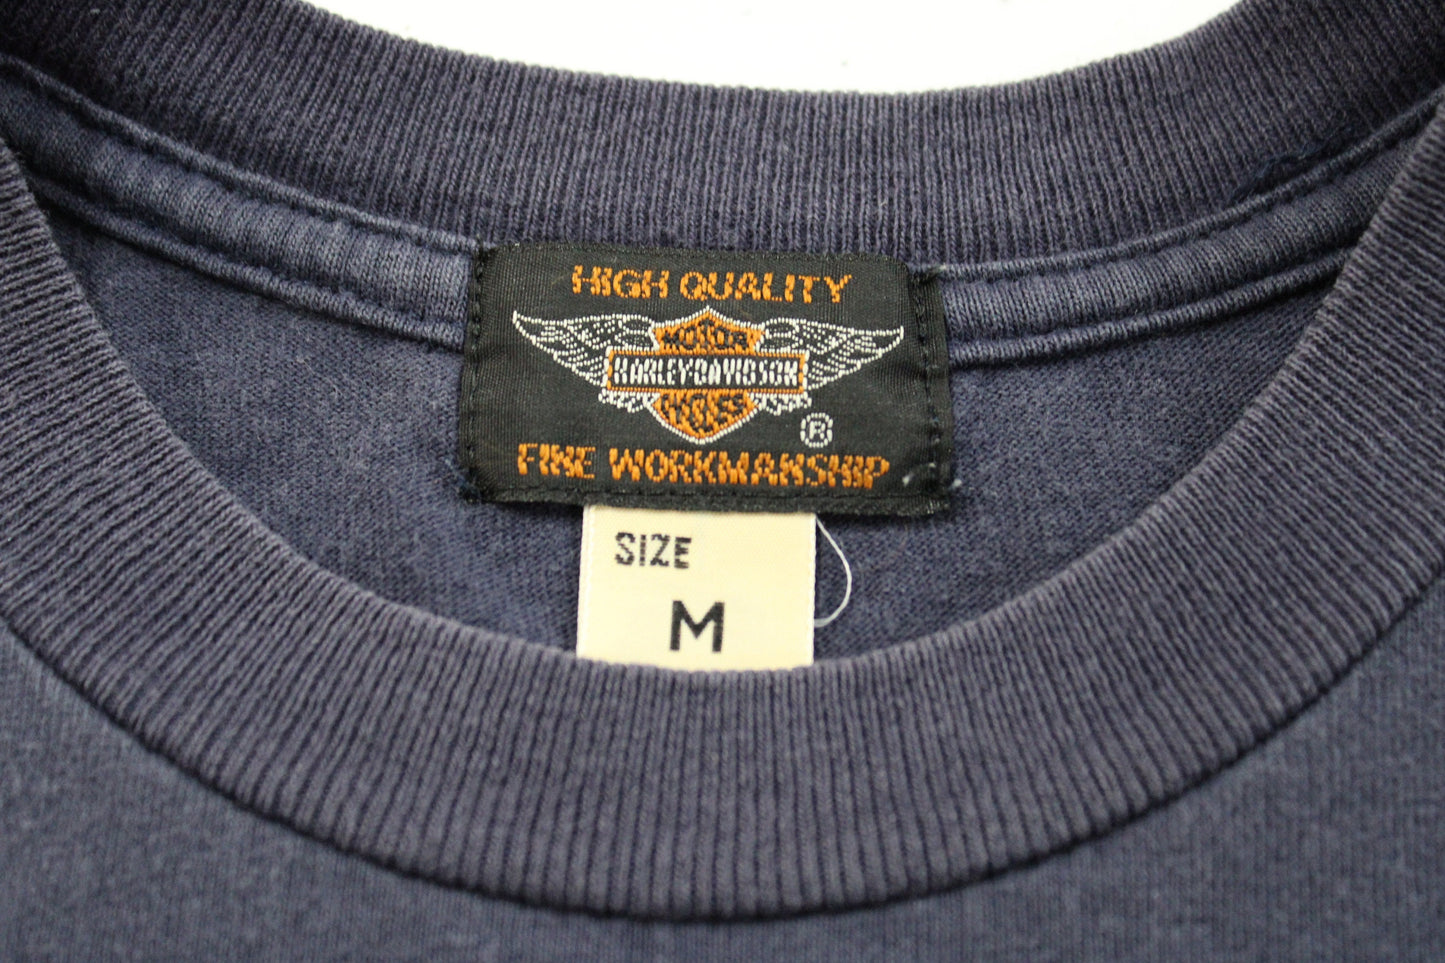 HIGH QUALITY
MOTOR
HARLEY-DAVIDSON
CYCLES
®
FINE WORKMANSHIP
SIZE
M